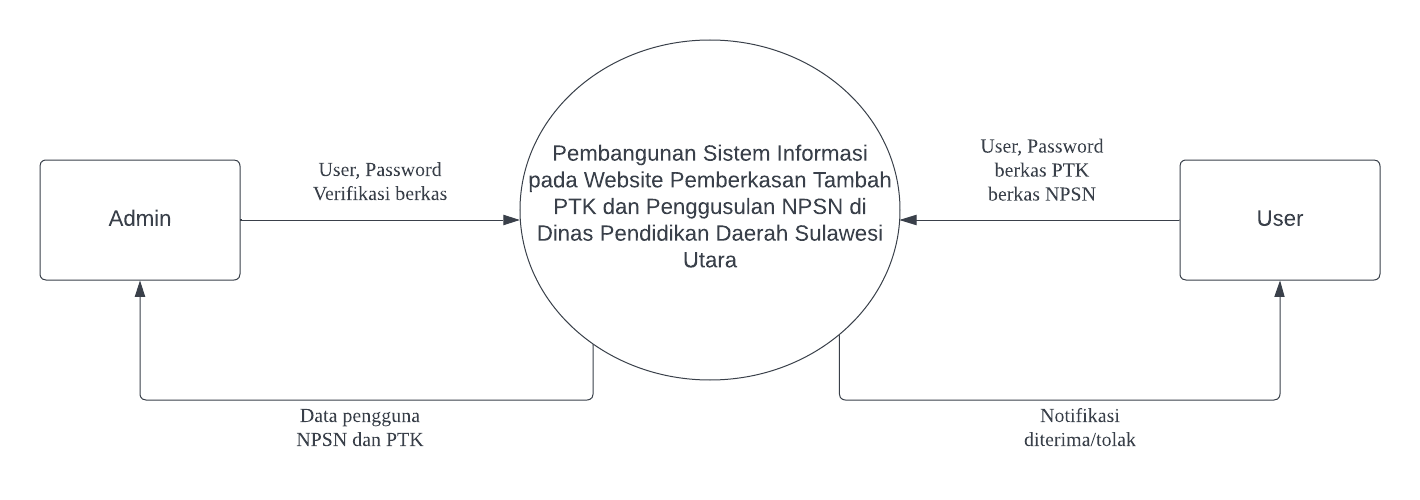 Admin
User, Password
Verifikasi berkas
Pembangunan Sistem Informasi
pada Website Pemberkasan Tambah
PTK dan Penggusulan NPSN di
Dinas Pendidikan Daerah Sulawesi
Utara
User, Password
berkas PTK
berkas NPSN
User
Data pengguna
NPSN dan PTK
Notifikasi
diterima/tolak